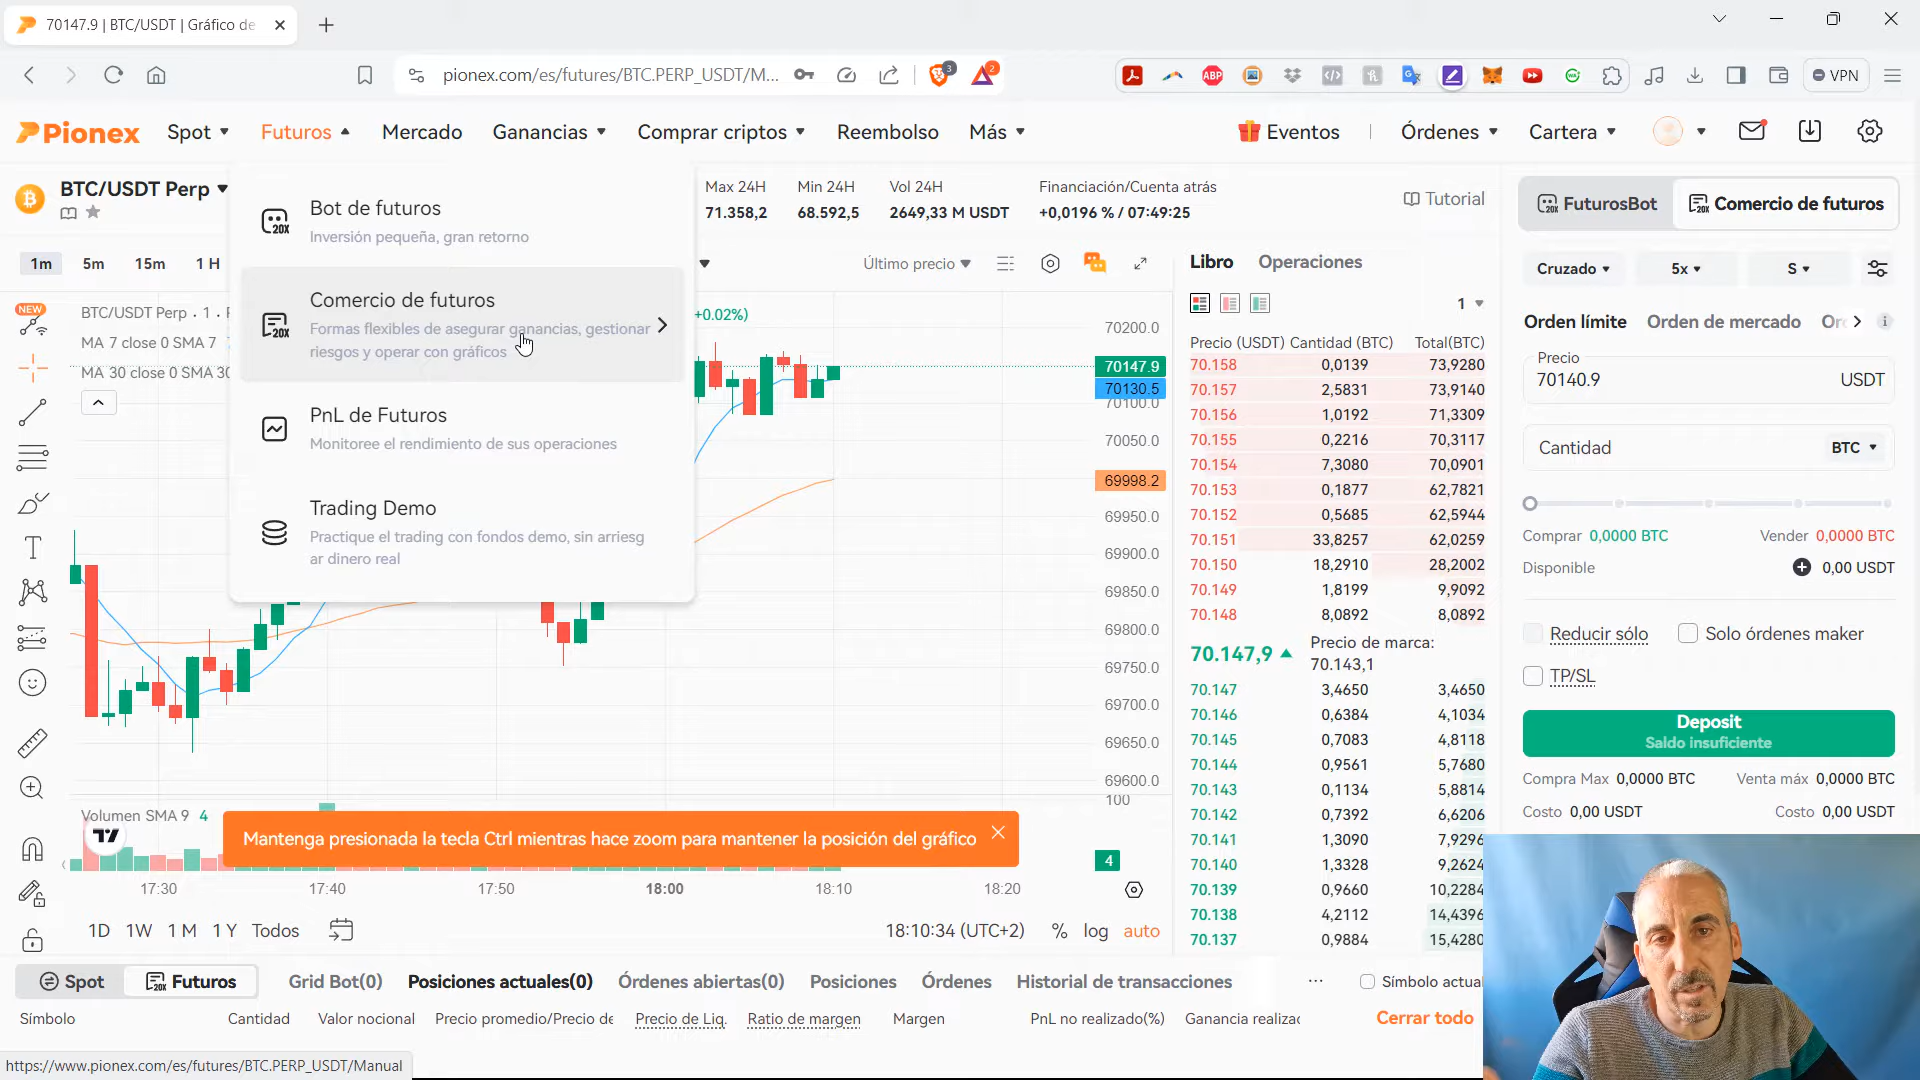 70147.9 | BTC/USDT | Gráfico de
pionex.com/es/futures/BTC.PERP_USDT/M...
3
2
ABP
VPN
Pionex
Spot
Futuros
Mercado
Ganancias
Comprar criptos
Reembolso
Más
Eventos
Órdenes
Cartera
BTC/USDT Perp
Max 24H
71.358,2
Min 24H
68.592,5
Vol 24H
2649,33 M USDT
Financiación/Cuenta atrás
+0,0196 % / 07:49:25
Tutorial
Bot de futuros
Inversión pequeña, gran retorno
Comercio de futuros
Formas flexibles de asegurar ganancias, gestionar
riesgos y operar con gráficos
PnL de Futuros
Monitoree el rendimiento de sus operaciones
Trading Demo
Practique el trading con fondos demo, sin arriesg
ar dinero real
20X
20X
1m
5m
15m
1 H
Último precio
NEW
BTC/USDT Perp · 1 ·
+0.02%)
MA 7 close 0 SMA 7
MA 30 close 0 SMA 30
70200.0
70147.9
70130.5
70100.0
70050.0
69998.2
69950.0
69900.0
69850.0
69800.0
69750.0
69700.0
69650.0
69600.0
100
4
Volumen SMA 9 4
Mantenga presionada la tecla Ctrl mientras hace zoom para mantener la posición del gráfico
17:30
17:40
17:50
18:00
18:10
18:20
1D
1W
1 M
1 Y
Todos
18:10:34 (UTC+2)
%
log
auto
Libro
Operaciones
1
Precio (USDT) Cantidad (BTC) Total(BTC)
70.158 0,0139 73,9280
70.157 2,5831 73,9140
70.156 1,0192 71,3309
70.155 0,2216 70,3117
70.154 7,3080 70,0901
70.153 0,1877 62,7821
70.152 0,5685 62,5944
70.151 33,8257 62,0259
70.150 18,2910 28,2002
70.149 1,8199 9,9092
70.148 8,0892 8,0892
70.147,9
Precio de marca:
70.143,1
70.147 3,4650 3,4650
70.146 0,6384 4,1034
70.145 0,7083 4,8118
70.144 0,9561 5,7680
70.143 0,1134 5,8814
70.142 0,7392 6,6206
70.141 1,3090 7,9296
70.140 1,3328 9,2624
70.139 0,9660 10,2284
70.138 4,2112 14,4396
70.137 0,9884 15,4280
FuturosBot
Comercio de futuros
20X
20X
Cruzado
5x
S
Orden límite
Orden de mercado
Or
Precio
70140.9 USDT
Cantidad
BTC
Comprar 0,0000 BTC
Vender 0,0000 BTC
Disponible
0,00 USDT
Reducir sólo
Solo órdenes maker
TP/SL
Deposit
Saldo insuficiente
Compra Max 0,0000 BTC
Venta máx 0,0000 BTC
Costo 0,00 USDT
Costo 0,00 USDT
Spot
20X
Futuros
Grid Bot(0)
Posiciones actuales(0)
Órdenes abiertas(0)
Posiciones
Órdenes
Historial de transacciones
...
Símbolo actual
Símbolo
Cantidad
Valor nocional
Precio promedio/Precio de
Precio de Liq.
Ratio de margen
Margen
PnL no realizado(%)
Ganancia realiza
Cerrar todo
https://www.pionex.com/es/futures/BTC.PERP_USDT/Manual